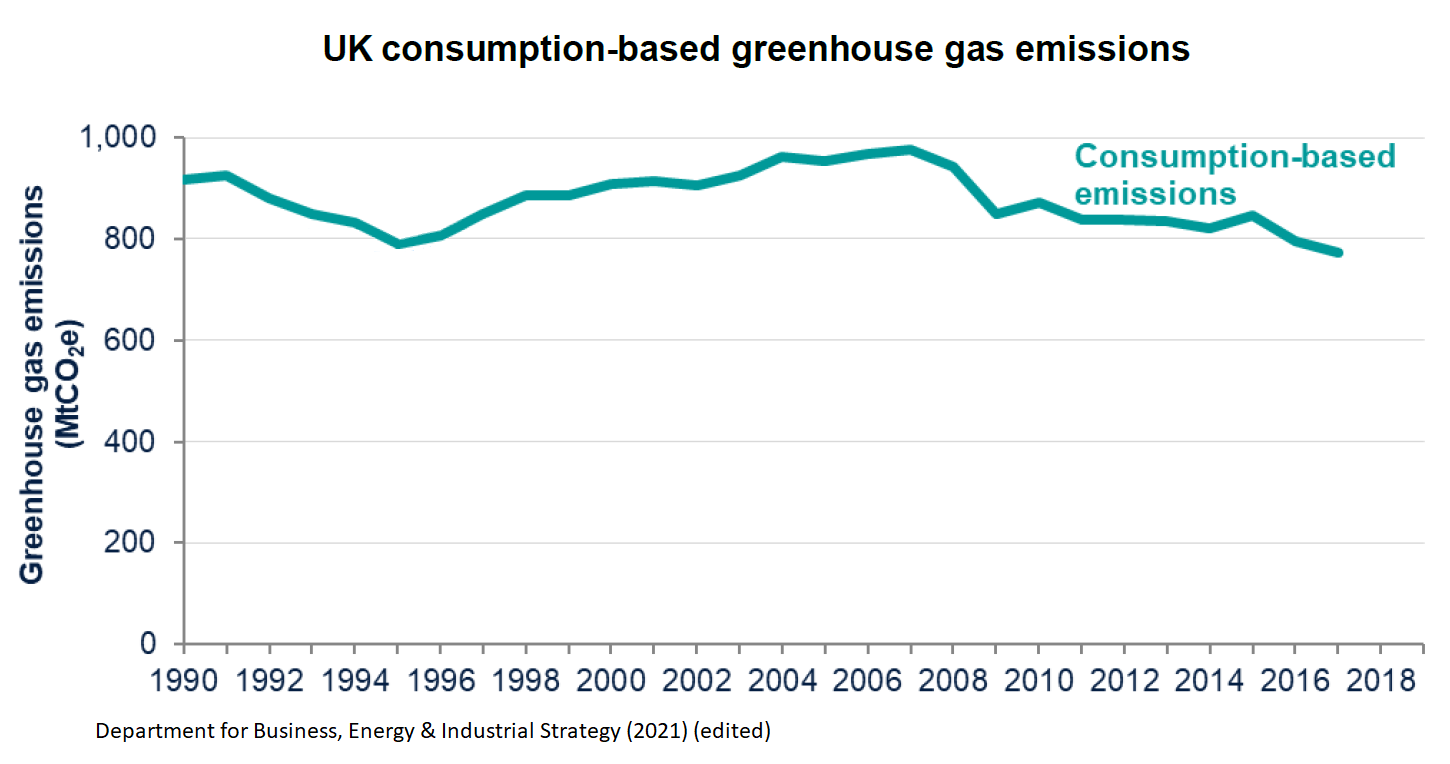 UK consumption-based greenhouse gas emissions
Greenhouse gas emissions
(MtCO₂e)
1,000
800
600
400
200
0
Consumption-based
emissions
1990 1992 1994 1996 1998 2000 2002 2004 2006 2008 2010 2012 2014 2016 2018
Department for Business, Energy & Industrial Strategy (2021) (edited)